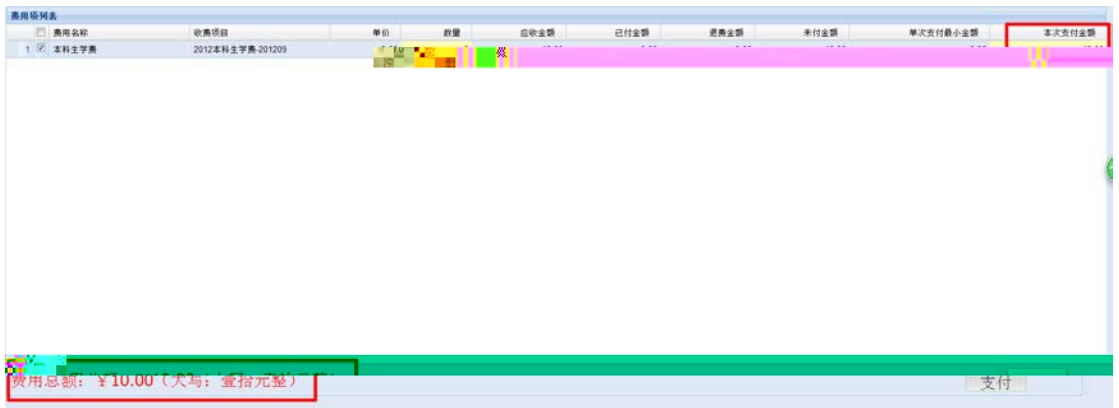 费用项列表
费用名称 收费项目 单价 数量 应收金额 已付金额 退费金额 未付金额 单次支付最小金额 本次支付金额
1 本科生学费 2012本科生学费-201209
费用总额：￥10.00（大写：壹拾元整）
支付